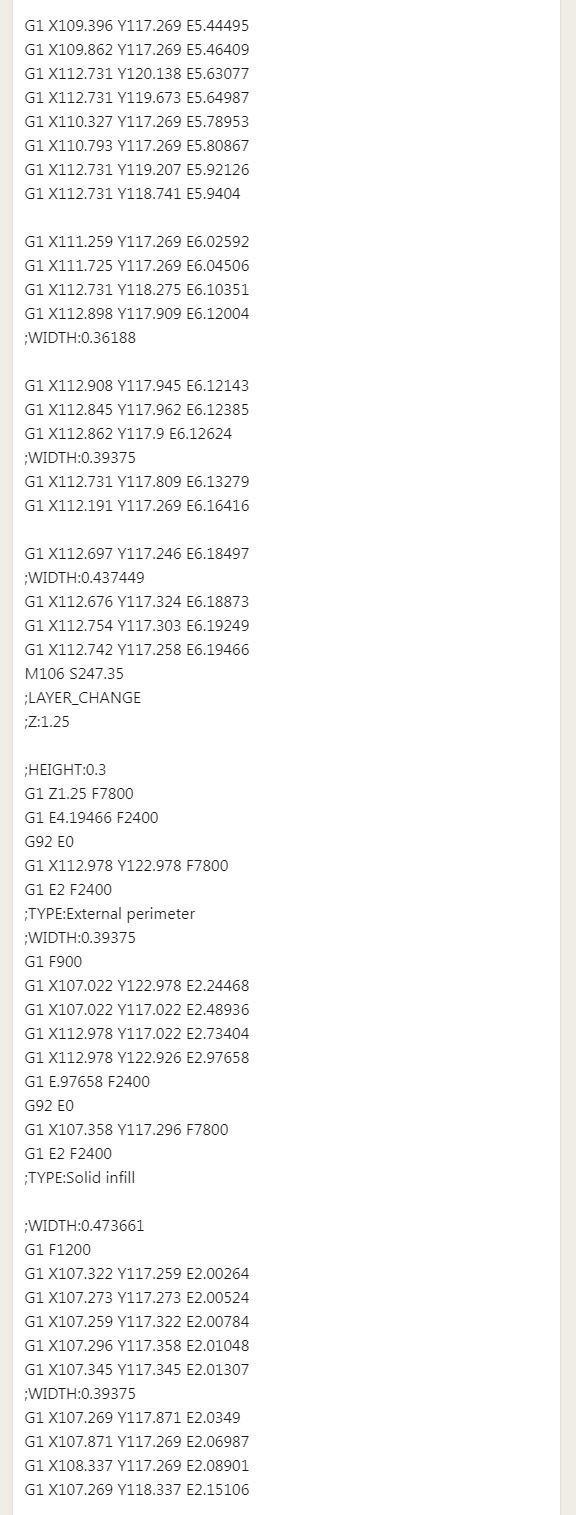 G1 X109.396 Y117.269 E5.44495
G1 X109.862 Y117.269 E5.46409
G1 X112.731 Y120.138 E5.63077
G1 X112.731 Y119.673 E5.64987
G1 X110.327 Y117.269 E5.78953
G1 X110.793 Y117.269 E5.80867
G1 X112.731 Y119.207 E5.92126
G1 X112.731 Y118.741 E5.9404
G1 X111.259 Y117.269 E6.02592
G1 X111.725 Y117.269 E6.04506
G1 X112.731 Y118.275 E6.10351
G1 X112.898 Y117.909 E6.12004
;WIDTH:0.36188
G1 X112.908 Y117.945 E6.12143
G1 X112.845 Y117.962 E6.12385
G1 X112.862 Y117.9 E6.12624
;WIDTH:0.39375
G1 X112.731 Y117.809 E6.13279
G1 X112.191 Y117.269 E6.16416
G1 X112.697 Y117.246 E6.18497
;WIDTH:0.437449
G1 X112.676 Y117.324 E6.18873
G1 X112.754 Y117.303 E6.19249
G1 X112.742 Y117.258 E6.19466
M106 S247.35
;LAYER_CHANGE
;Z:1.25
;HEIGHT:0.3
G1 Z1.25 F7800
G1 E4.19466 F2400
G92 E0
G1 X112.978 Y122.978 F7800
G1 E2 F2400
;TYPE:External perimeter
;WIDTH:0.39375
G1 F900
G1 X107.022 Y122.978 E2.24468
G1 X107.022 Y117.022 E2.48936
G1 X112.978 Y117.022 E2.73404
G1 X112.978 Y122.926 E2.97658
G1 E.97658 F2400
G92 E0
G1 X107.358 Y117.296 F7800
G1 E2 F2400
;TYPE:Solid infill
;WIDTH:0.473661
G1 F1200
G1 X107.322 Y117.259 E2.00264
G1 X107.273 Y117.273 E2.00524
G1 X107.259 Y117.322 E2.00784
G1 X107.296 Y117.358 E2.01048
G1 X107.345 Y117.345 E2.01307
;WIDTH:0.39375
G1 X107.269 Y117.871 E2.0349
G1 X107.871 Y117.269 E2.06987
G1 X108.337 Y117.269 E2.08901
G1 X107.269 Y118.337 E2.15106